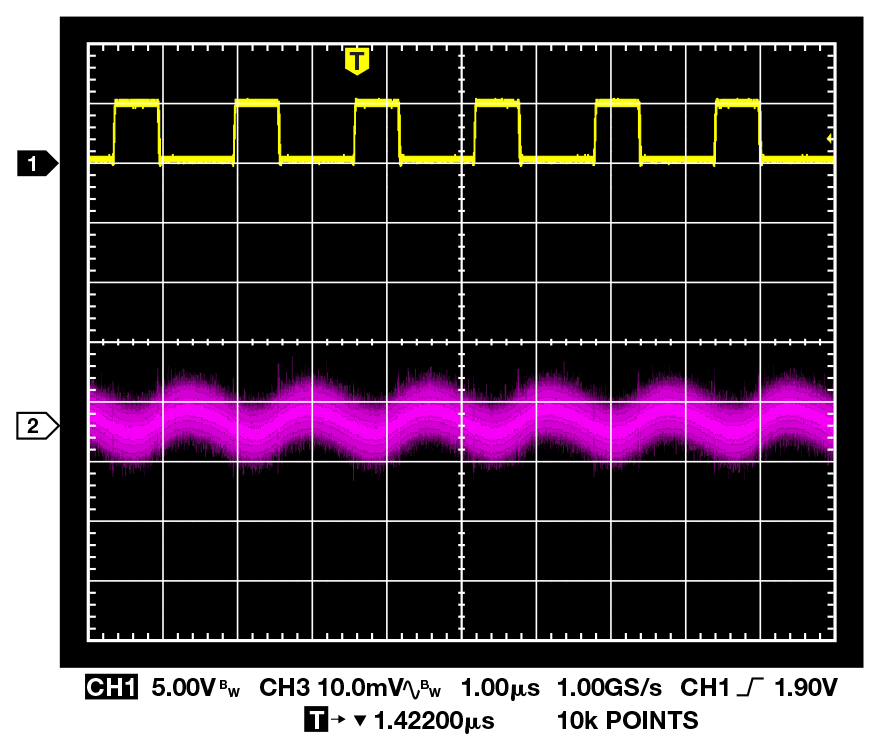 T
1
2
CH1 5.00V BW CH3 10.0mV∿BW 1.00μs 1.00GS/s CH1 1.90V
T→▼1.42200μs 10k POINTS